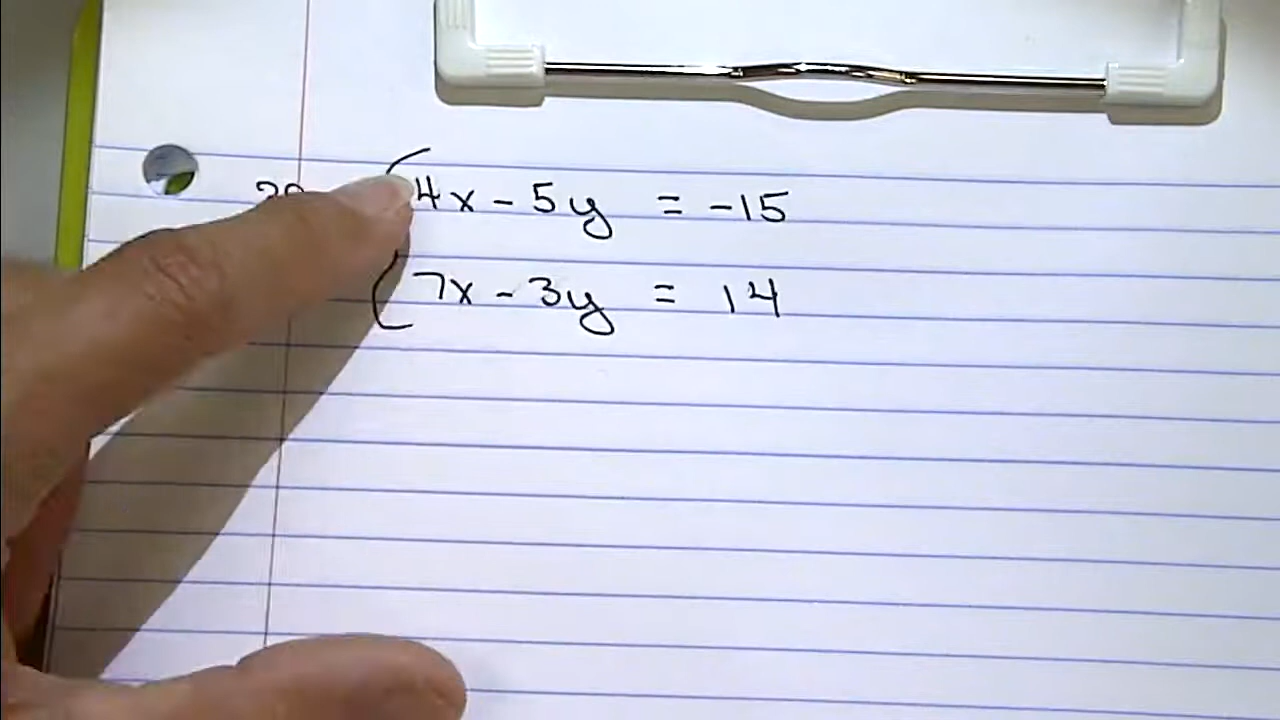 4x - 5y = -15
7x - 3y = 14